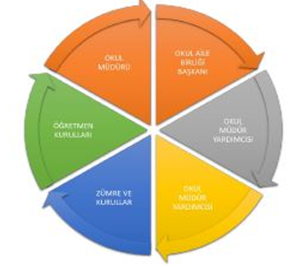 OKUL
MÜDÜRÜ
OKUL AİLE
BİRLİĞİ
BAŞKANI
OKUL
MÜDÜR
YARDIMCISI
OKUL
MÜDÜR
YARDIMCISI
ZÜMRE VE
KURULLAR
ÖĞRETMEN
KURULLARI